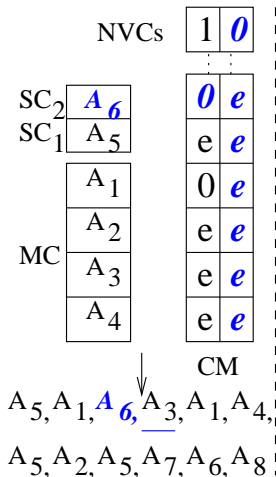 NVCs 1 0
SC2 A6 0 e
SC1 A5 e e
A1 0 e
A2 e e
MC
A3 e e
A4 e e
CM
A5, A1, A6, A3, A1, A4,
A5, A2, A5, A7, A6, A8